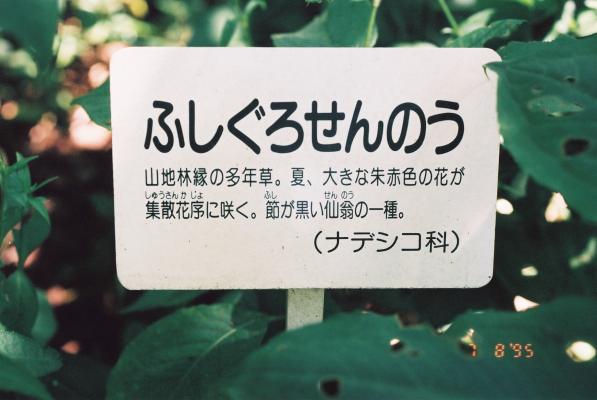 ふしぐろせんのう
山地林縁の多年草。夏、大きな朱赤色の花が
しゅうさんかじょ ふし せんのう
集散花序に咲く。節が黒い仙翁の一種。
(ナデシコ科)
7 8 '95